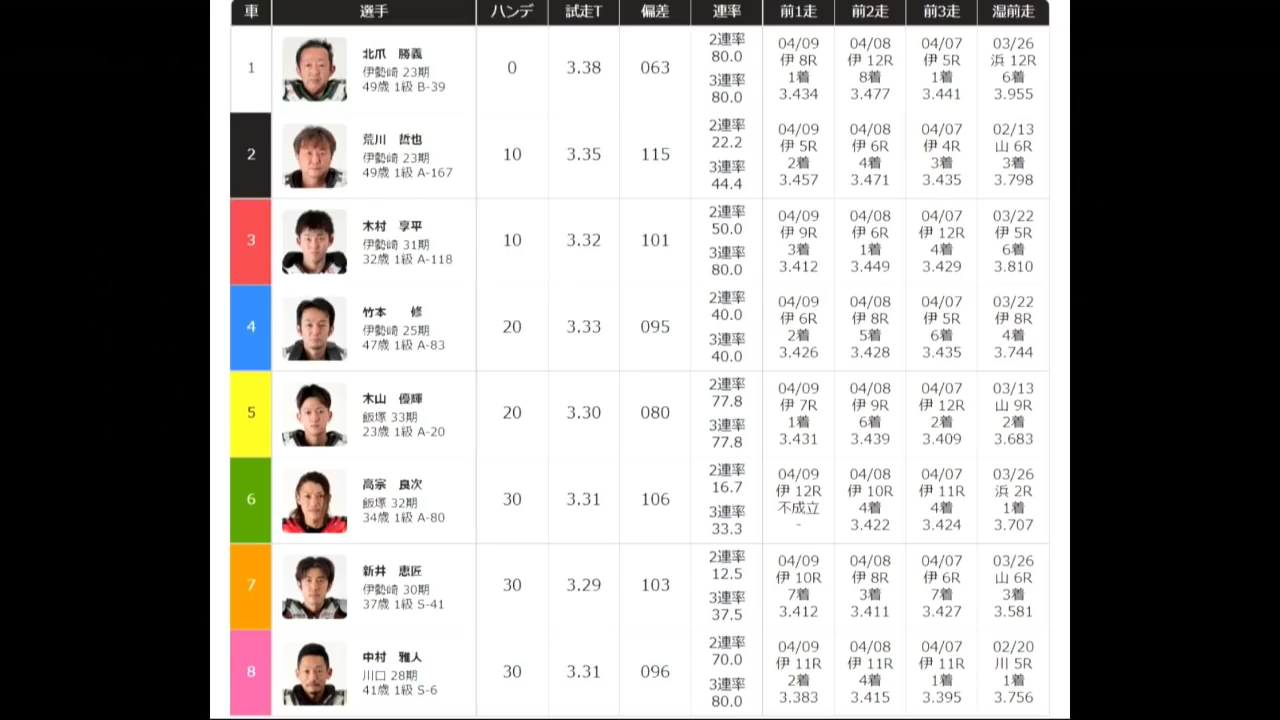 車 選手 ハンデ 試走T 偏差 連率 前1走 前2走 前3走 湿前走
1 北爪 勝義 伊勢崎 23期 49歳 1級 B-39 0 3.38 063 2連率 80.0 3連率 80.0 04/09 伊 8R 1着 3.434 04/08 伊 12R 8着 3.477 04/07 伊 5R 1着 3.441 03/26 浜 12R 6着 3.955
2 荒川 哲也 伊勢崎 23期 49歳 1級 A-167 10 3.35 115 2連率 22.2 3連率 44.4 04/09 伊 5R 2着 3.457 04/08 伊 6R 4着 3.471 04/07 伊 4R 3着 3.435 02/13 山 6R 3着 3.798
3 木村 享平 伊勢崎 31期 32歳 1級 A-118 10 3.32 101 2連率 50.0 3連率 80.0 04/09 伊 9R 3着 3.412 04/08 伊 6R 1着 3.449 04/07 伊 12R 4着 3.429 03/22 伊 5R 6着 3.810
4 竹本 修 伊勢崎 25期 47歳 1級 A-83 20 3.33 095 2連率 40.0 3連率 40.0 04/09 伊 6R 2着 3.426 04/08 伊 8R 5着 3.428 04/07 伊 5R 6着 3.435 03/22 伊 8R 4着 3.744
5 木山 優輝 飯塚 33期 23歳 1級 A-20 20 3.30 080 2連率 77.8 3連率 77.8 04/09 伊 7R 1着 3.431 04/08 伊 9R 6着 3.439 04/07 伊 12R 2着 3.409 03/13 山 9R 2着 3.683
6 高宗 良次 飯塚 32期 34歳 1級 A-80 30 3.31 106 2連率 16.7 3連率 33.3 04/09 伊 12R 不成立 - 04/08 伊 10R 4着 3.422 04/07 伊 11R 4着 3.424 03/26 浜 2R 1着 3.707
7 新井 恵匠 伊勢崎 30期 37歳 1級 S-41 30 3.29 103 2連率 12.5 3連率 37.5 04/09 伊 10R 7着 3.412 04/08 伊 8R 3着 3.411 04/07 伊 6R 7着 3.427 03/26 山 6R 3着 3.581
8 中村 雅人 川口 28期 41歳 1級 S-6 30 3.31 096 2連率 70.0 3連率 80.0 04/09 伊 11R 2着 3.383 04/08 伊 11R 4着 3.415 04/07 伊 11R 1着 3.395 02/20 川 5R 1着 3.756